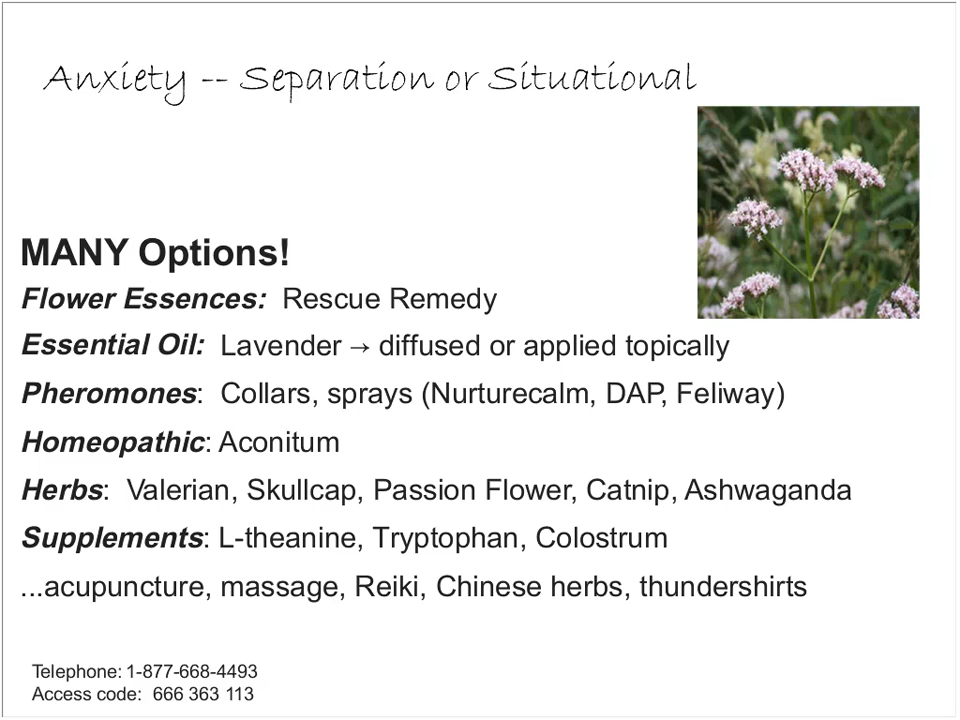 Anxiety -- Separation or Situational
MANY Options!
Flower Essences: Rescue Remedy
Essential Oil: Lavender → diffused or applied topically
Pheromones: Collars, sprays (Nurturecalm, DAP, Feliway)
Homeopathic: Aconitum
Herbs: Valerian, Skullcap, Passion Flower, Catnip, Ashwaganda
Supplements: L-theanine, Tryptophan, Colostrum
...acupuncture, massage, Reiki, Chinese herbs, thundershirts
Telephone: 1-877-668-4493
Access code: 666 363 113